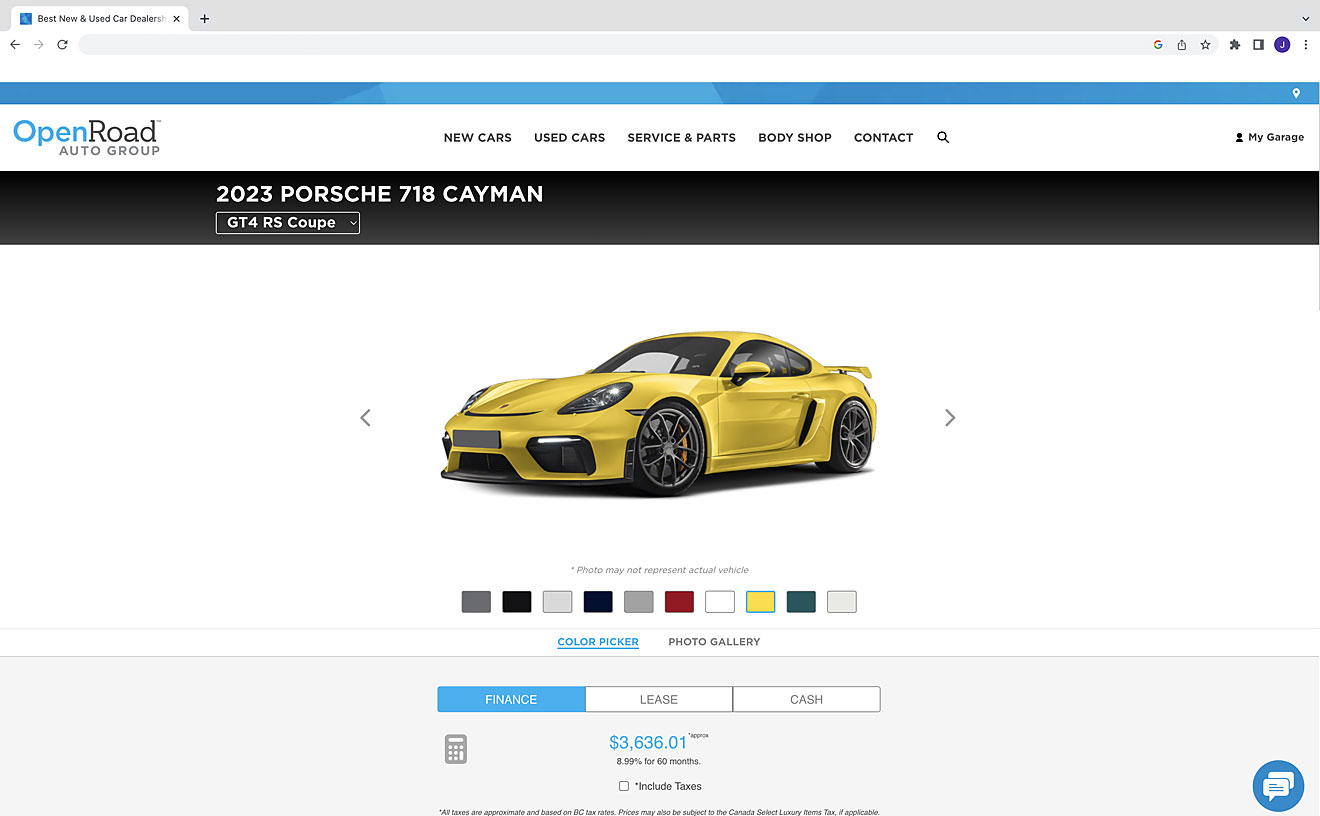 Best New & Used Car Dealersh
J
OpenRoad™
AUTO GROUP
NEW CARS
USED CARS
SERVICE & PARTS
BODY SHOP
CONTACT
My Garage
2023 PORSCHE 718 CAYMAN
GT4 RS Coupe
* Photo may not represent actual vehicle
COLOR PICKER
PHOTO GALLERY
FINANCE
LEASE
CASH
$3,636.01 *approx
8.99% for 60 months.
*Include Taxes
*All taxes are approximate and based on BC tax rates. Prices may also be subject to the Canada Select Luxury Items Tax, if applicable.